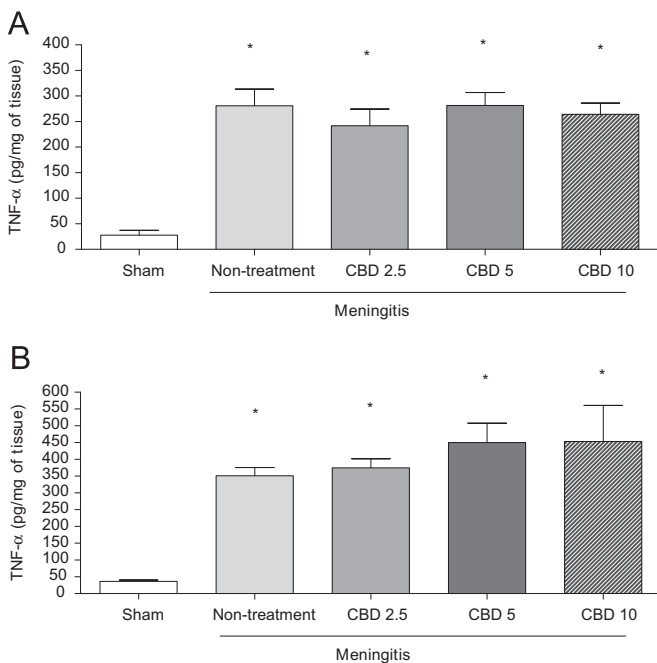 A
TNF-α (pg/mg of tissue)
400
350
300
250
200
150
100
50
0
* * * *
Sham Non-treatment CBD 2.5 CBD 5 CBD 10
Meningitis
B
TNF-α (pg/mg of tissue)
600
550
500
450
400
350
300
250
200
150
100
50
0
* * * *
Sham Non-treatment CBD 2.5 CBD 5 CBD 10
Meningitis